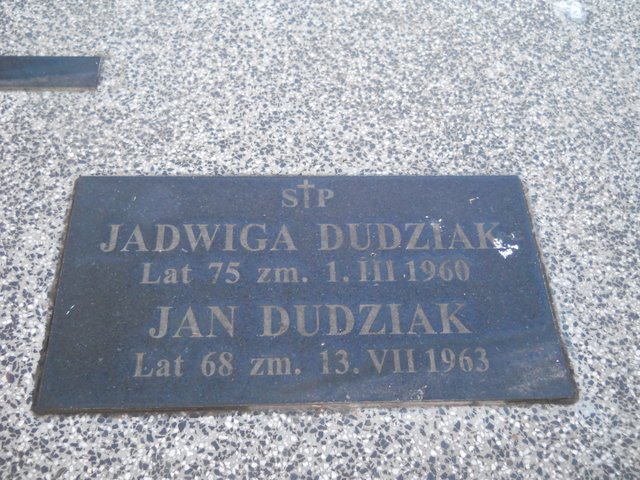 S†P
JADWIGA DUDZIAK
Lat 75 zm. 1. III 1960
JAN DUDZIAK
Lat 68 zm. 13. VII 1963